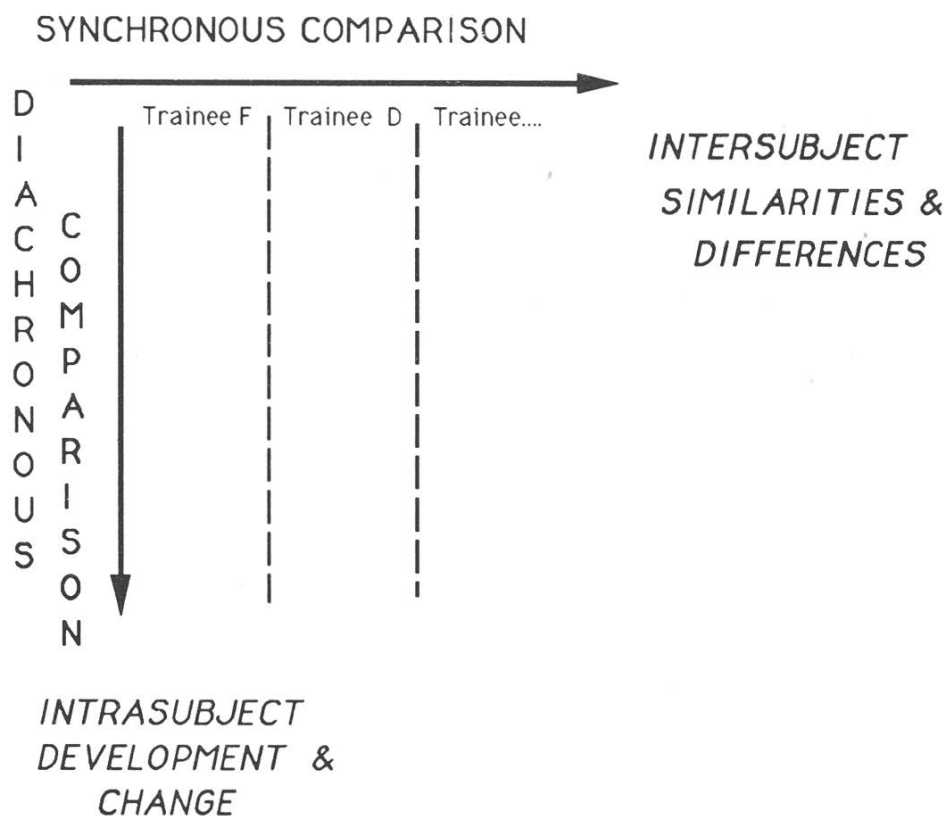 SYNCHRONOUS COMPARISON
Trainee F
Trainee D
Trainee....
INTERSUBJECT
SIMILARITIES &
DIFFERENCES
DIACHRONOUS
COMPARISON
INTRASUBJECT
DEVELOPMENT &
CHANGE